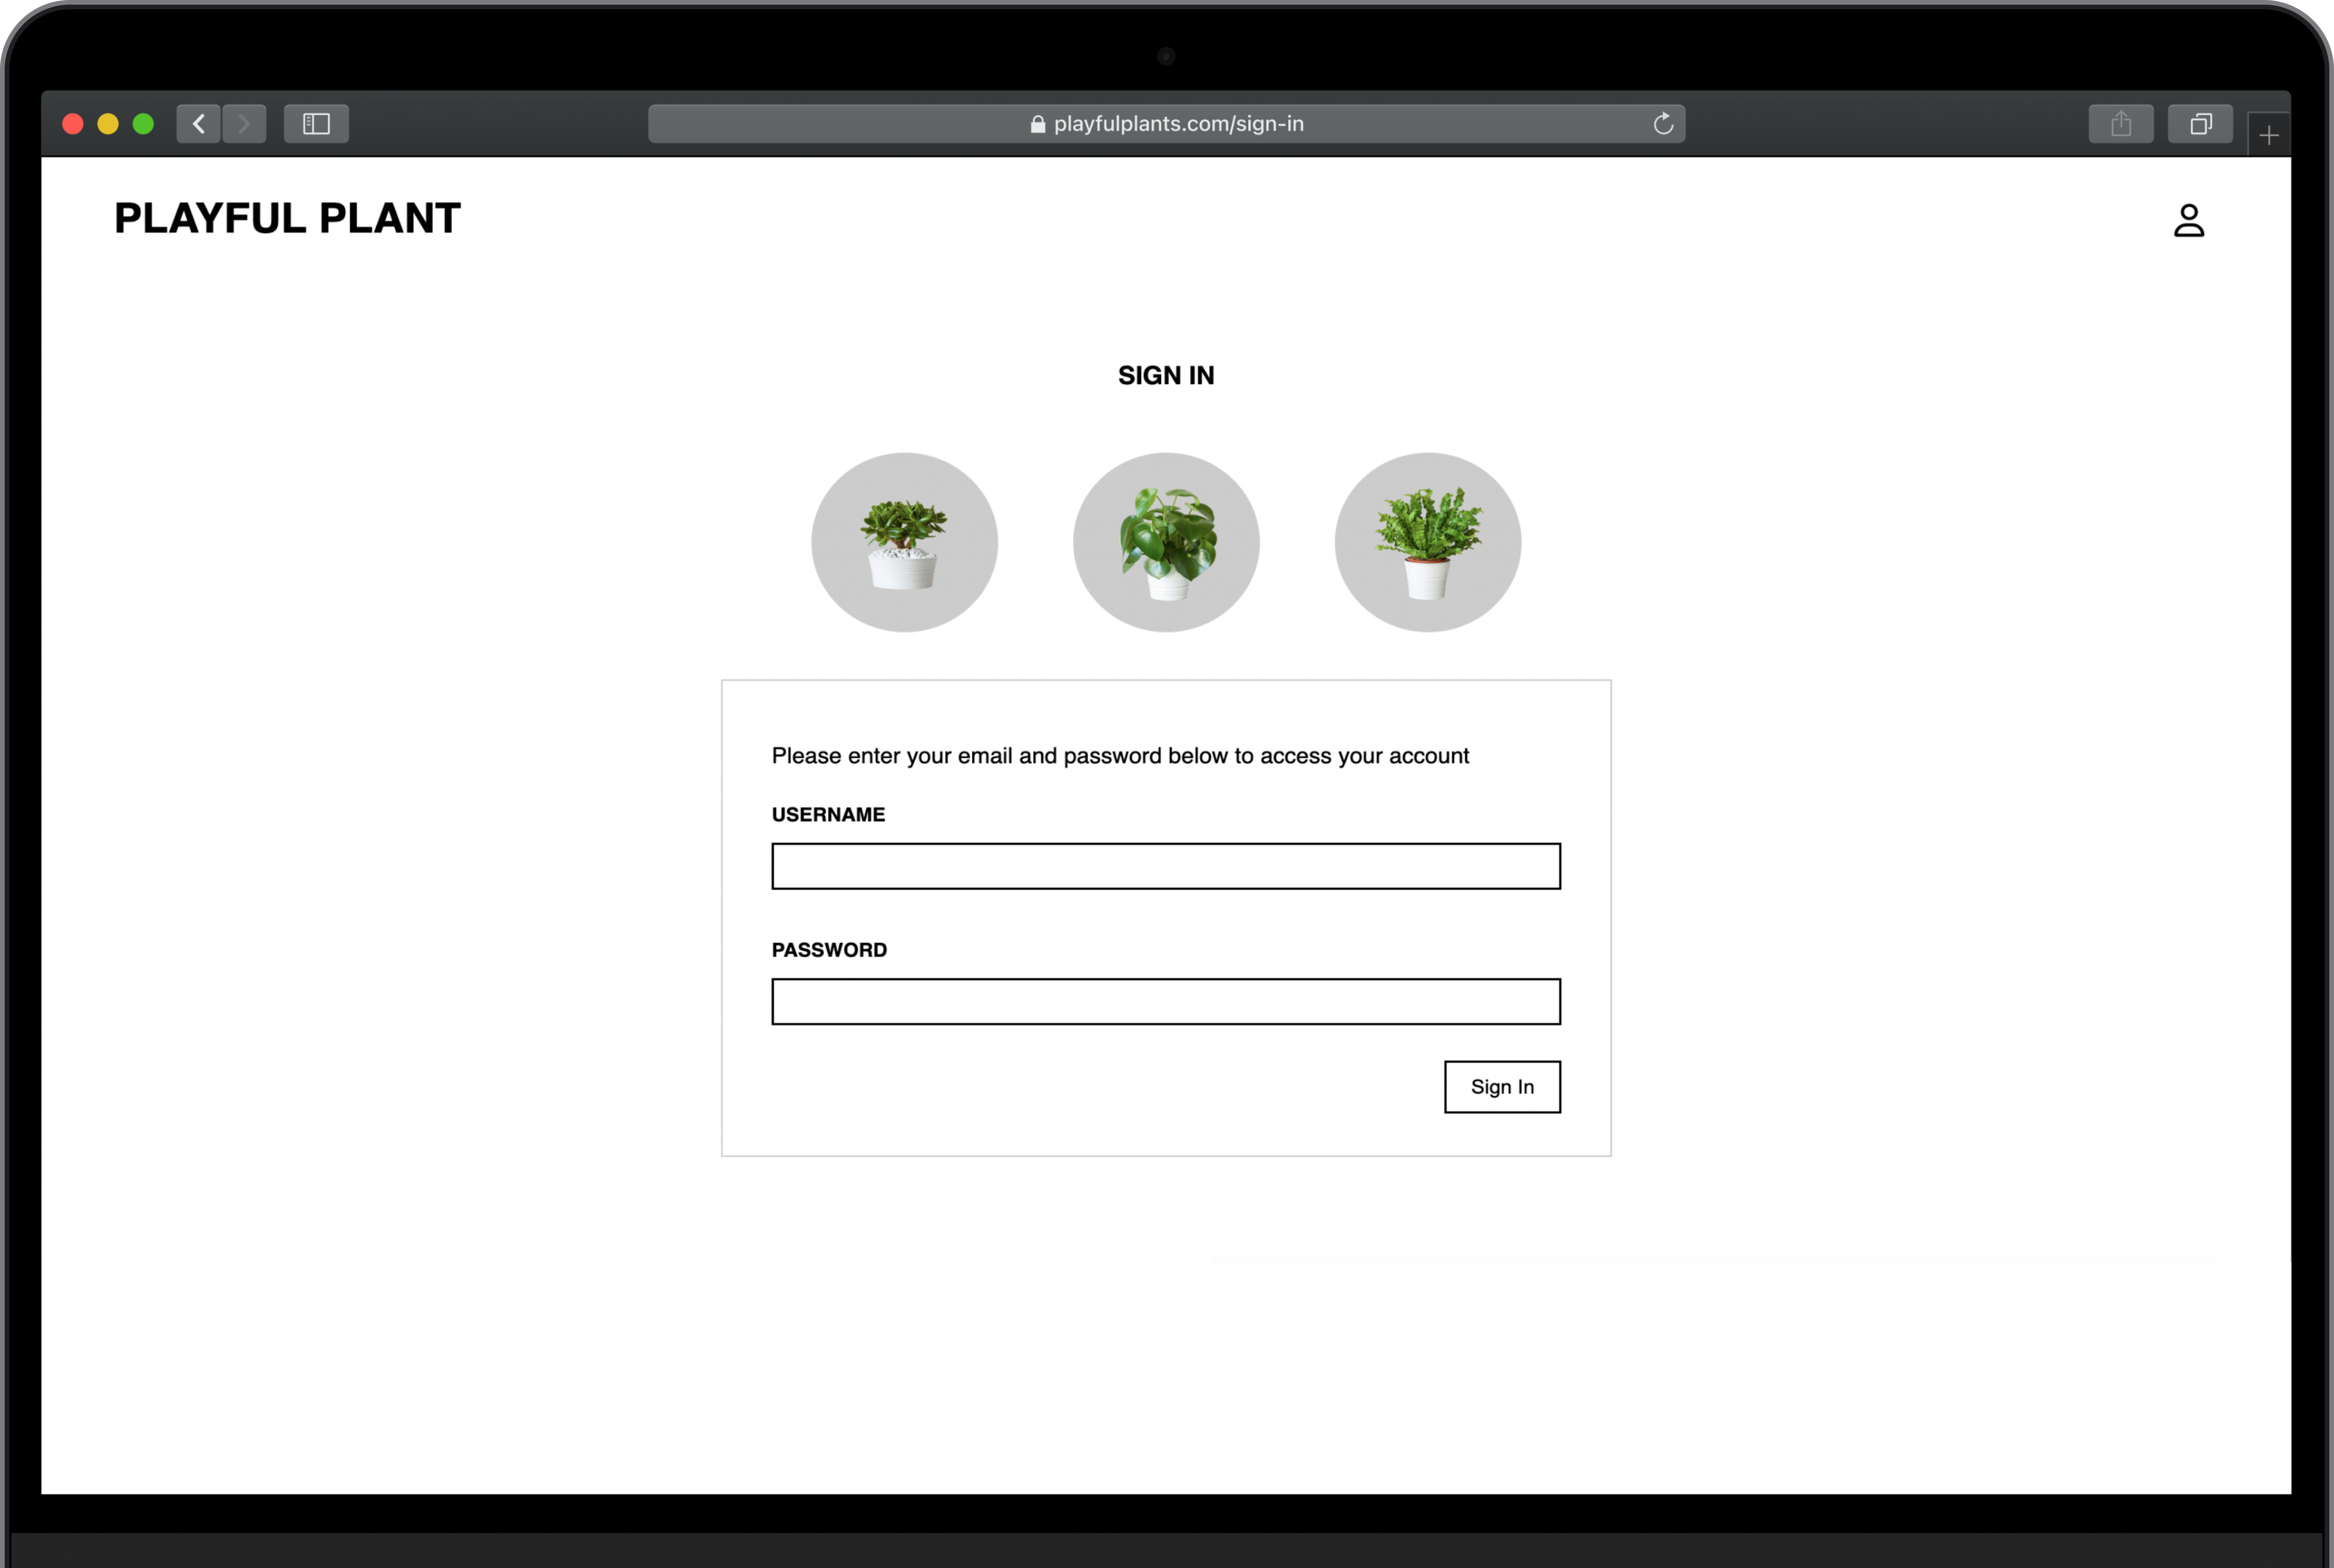 playfulplants.com/sign-in
PLAYFUL PLANT
SIGN IN
Please enter your email and password below to access your account
USERNAME
PASSWORD
Sign In